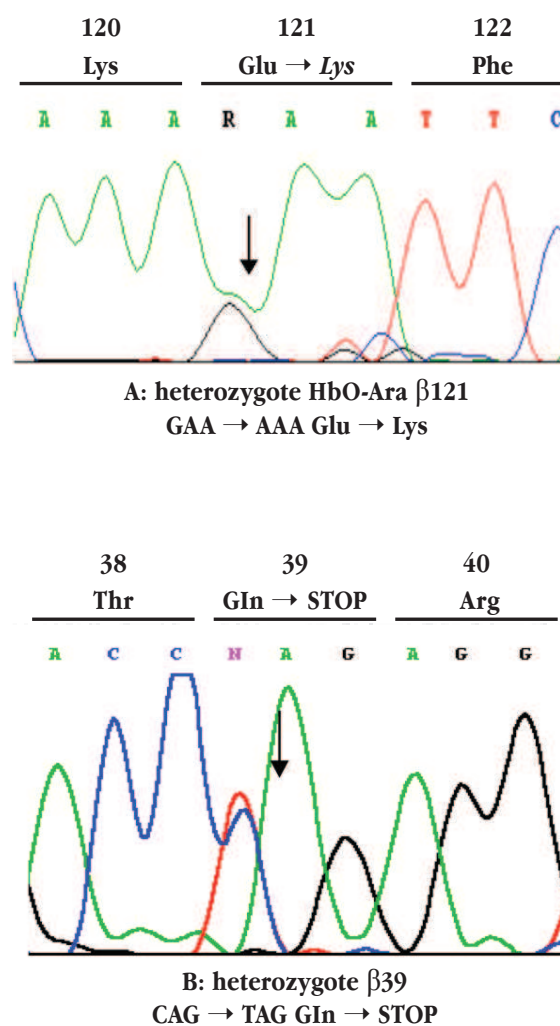 120 121 122
Lys Glu → Lys Phe
A A A R A A T T C
A: heterozygote HbO-Ara β121
GAA → AAA Glu → Lys
38 39 40
Thr GIn → STOP Arg
A C C N A G A G G
B: heterozygote β39
CAG → TAG GIn → STOP